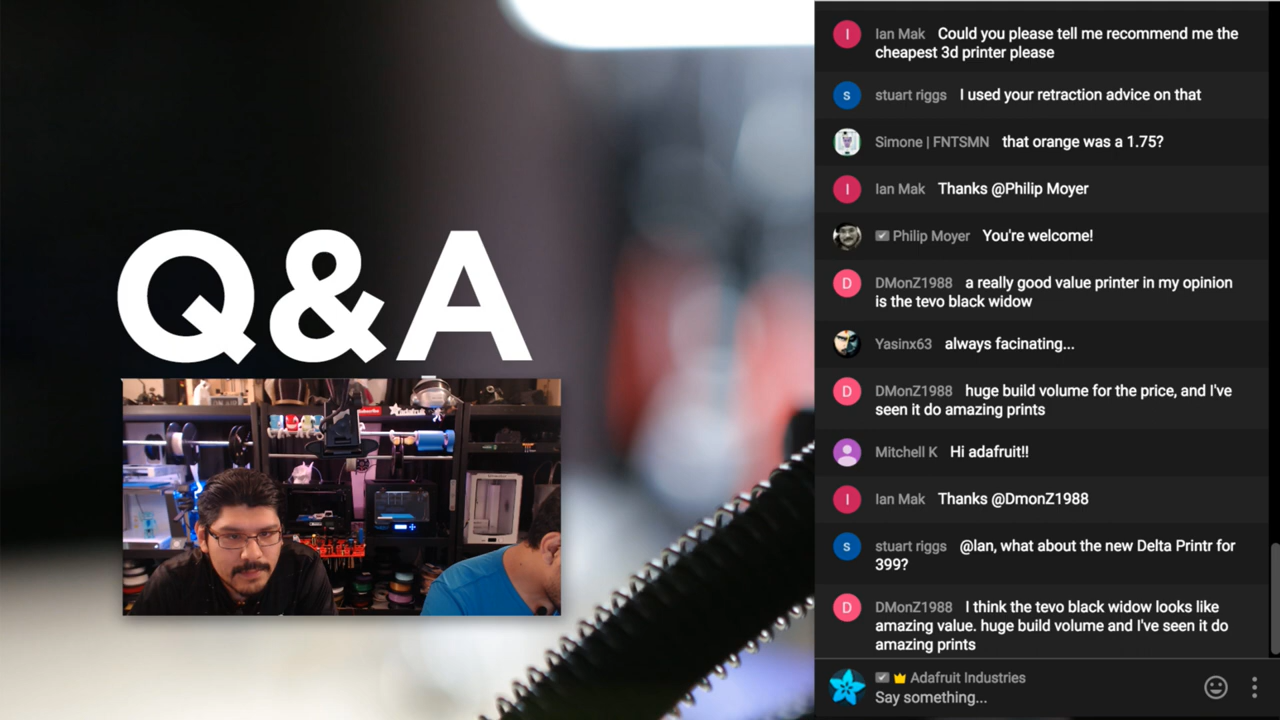 Q&A
adafruit
I
Ian Mak Could you please tell me recommend me the
cheapest 3d printer please
s
stuart riggs I used your retraction advice on that
Simone | FNTSMN that orange was a 1.75?
I
Ian Mak Thanks @Philip Moyer
Philip Moyer You're welcome!
D
DMonZ1988 a really good value printer in my opinion
is the tevo black widow
Yasinx63 always facinating...
D
DMonZ1988 huge build volume for the price, and I've
seen it do amazing prints
Mitchell K Hi adafruit!!
I
Ian Mak Thanks @DmonZ1988
s
stuart riggs @Ian, what about the new Delta Printr for
399?
D
DMonZ1988 I think the tevo black widow looks like
amazing value. huge build volume and I've seen it do
amazing prints
Adafruit Industries
Say something...